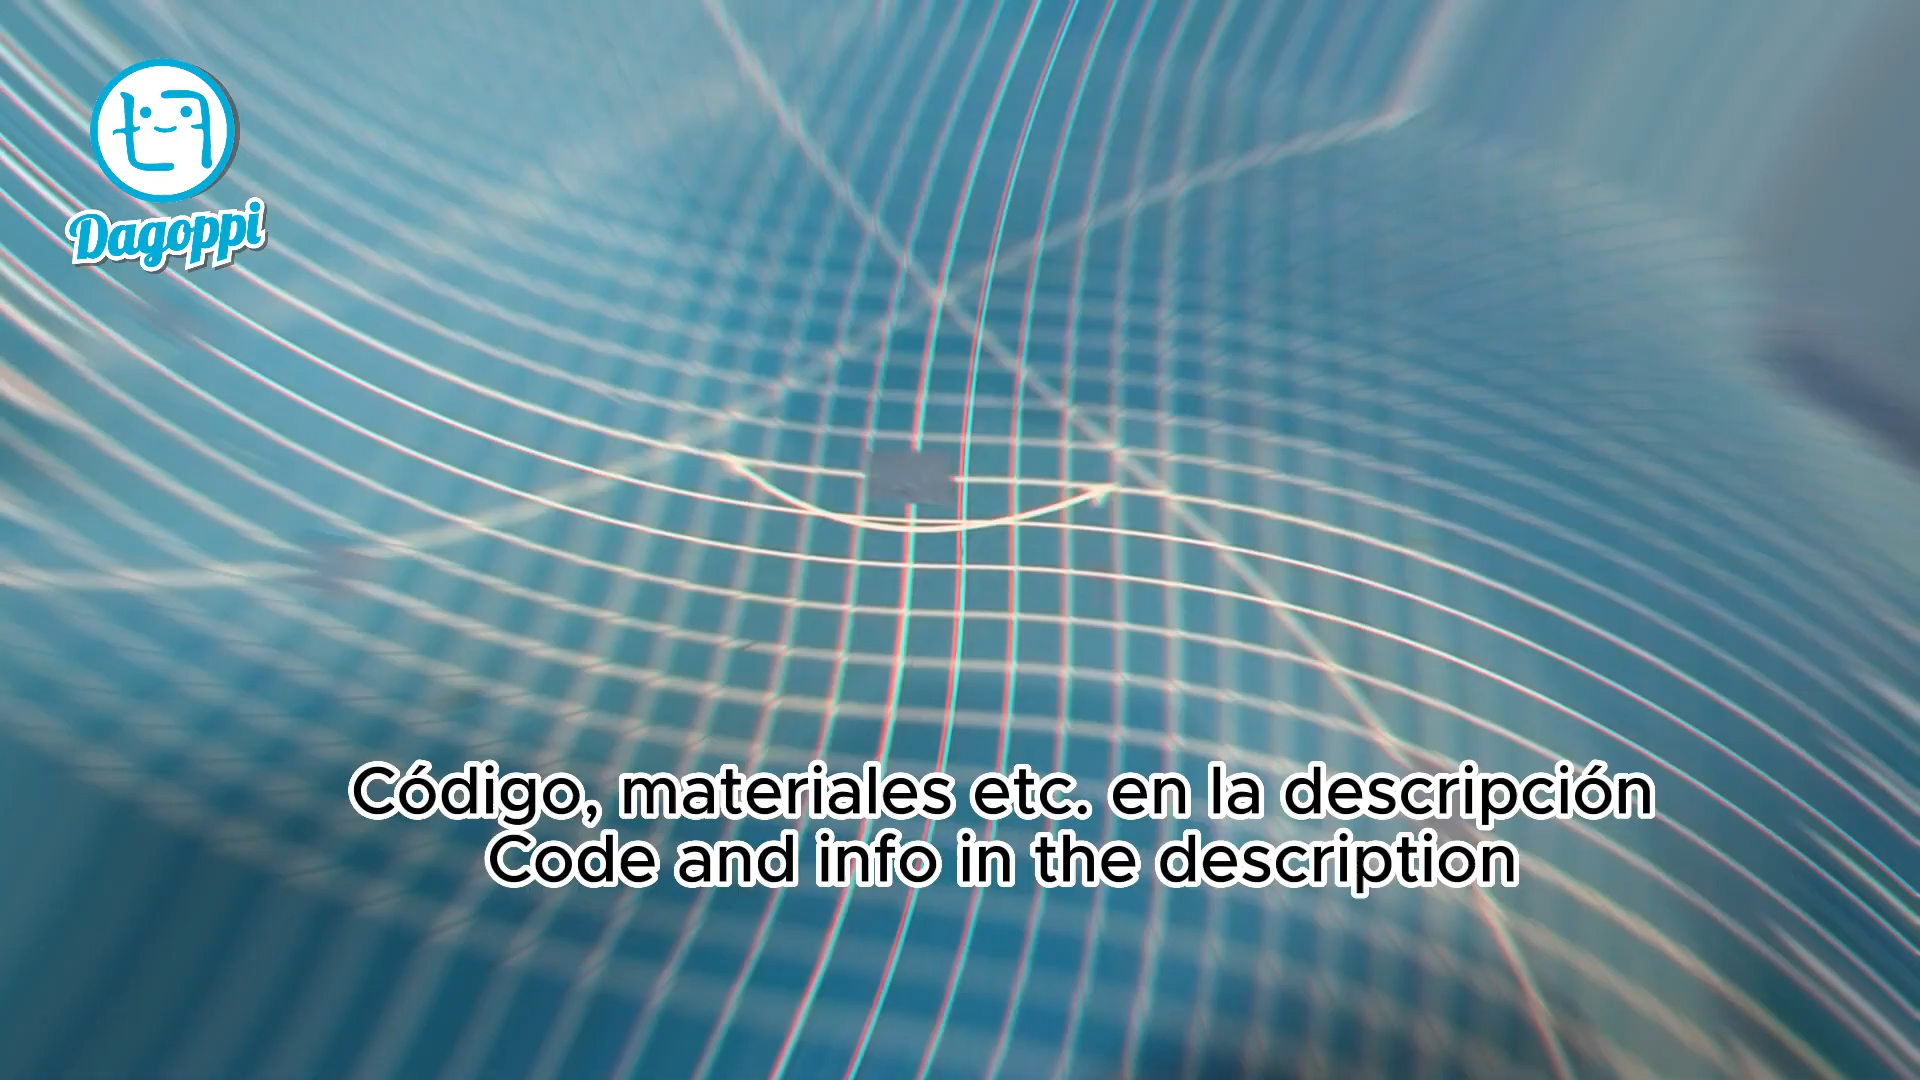 Dagoppi
Código, materiales etc. en la descripción
Code and info in the description